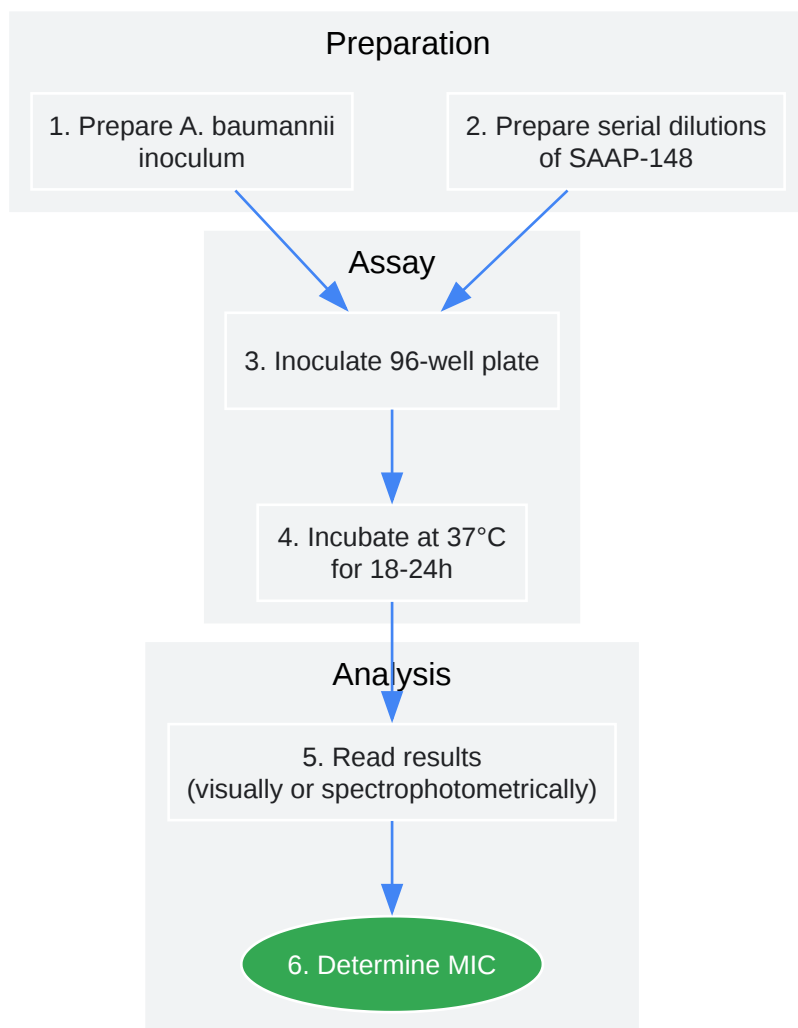 Preparation
1. Prepare A. baumannii
inoculum
2. Prepare serial dilutions
of SAAP-148
Assay
3. Inoculate 96-well plate
4. Incubate at 37°C
for 18-24h
Analysis
5. Read results
(visually or spectrophotometrically)
6. Determine MIC